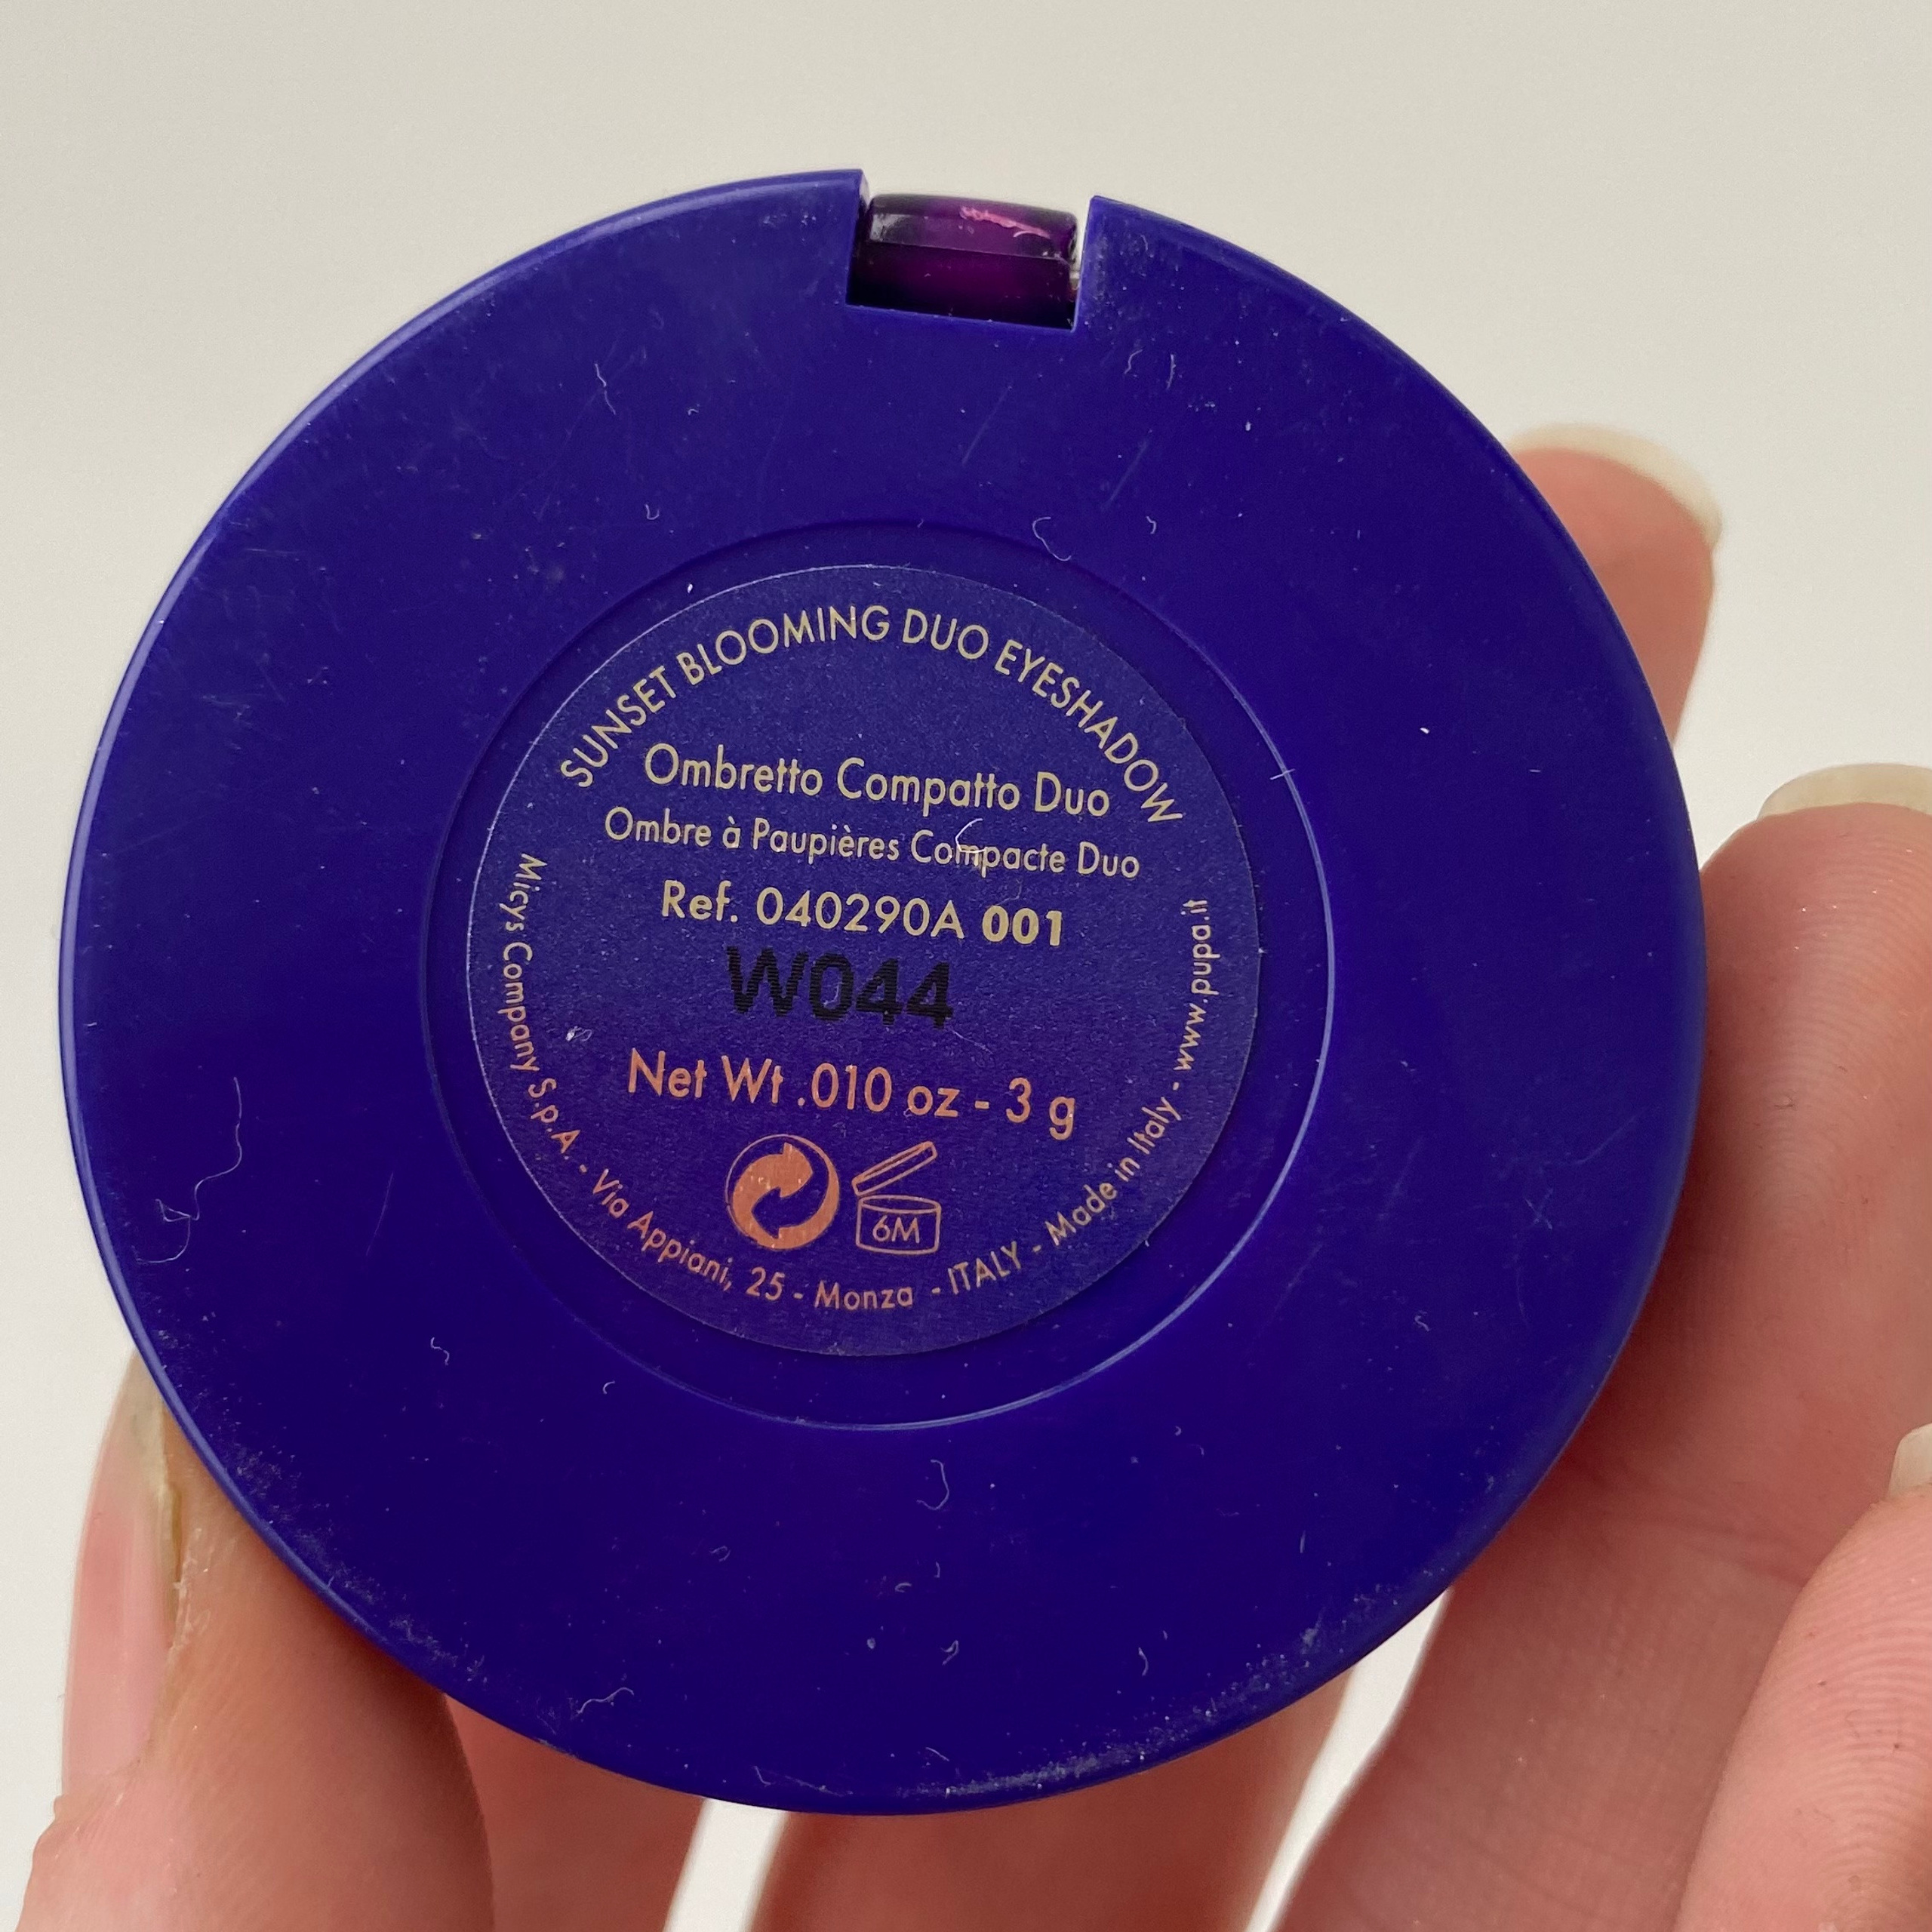 SUNSET BLOOMING DUO EYESHADOW
Ombretto Compatto Duo
Ombre à Paupières Compacte Duo
Ref. 040290A 001
W044
Net Wt .010 oz - 3 g
6M
Micys Company S.p.A. - Via Appiani, 25 - Monza - ITALY - Made in Italy - www.pupa.it